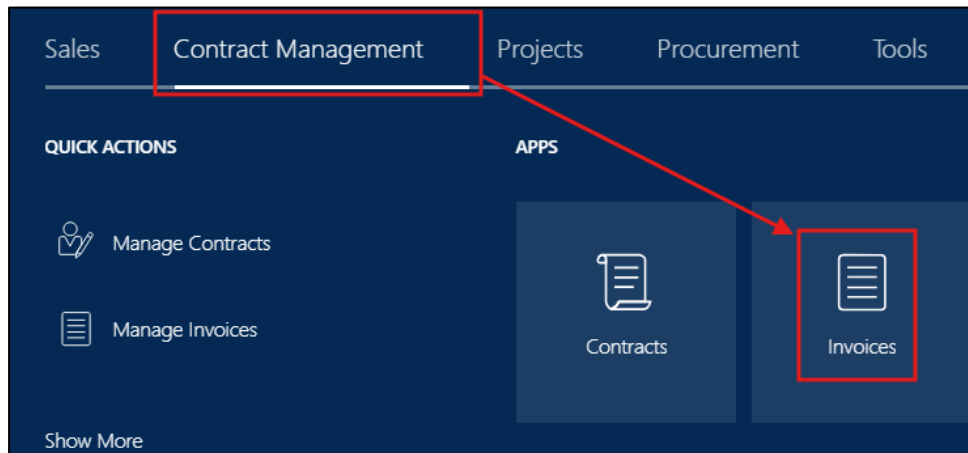 Sales Contract Management Projects Procurement Tools
QUICK ACTIONS APPS
Manage Contracts
Manage Invoices
Contracts Invoices
Show More